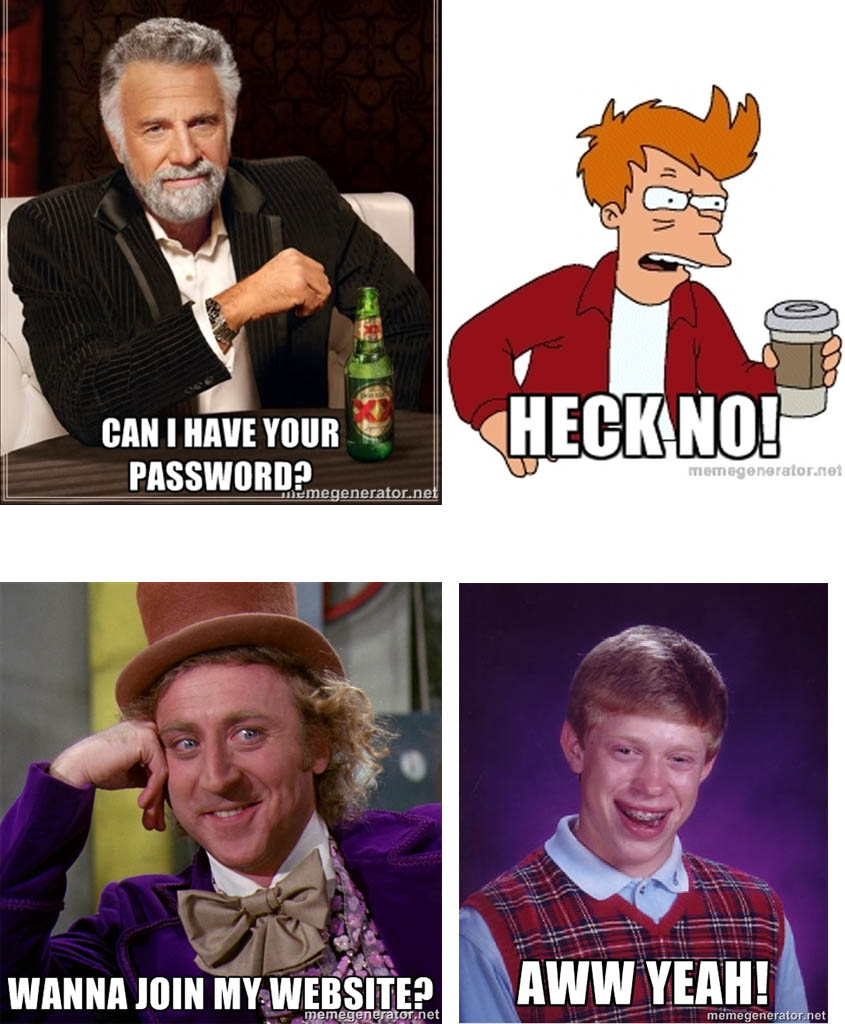 CAN I HAVE YOUR
PASSWORD?
memegenerator.net
HECK NO!
memegenerator.net
XX
WANNA JOIN MY WEBSITE?
memegenerator.net
AWW YEAH!
memegenerator.net